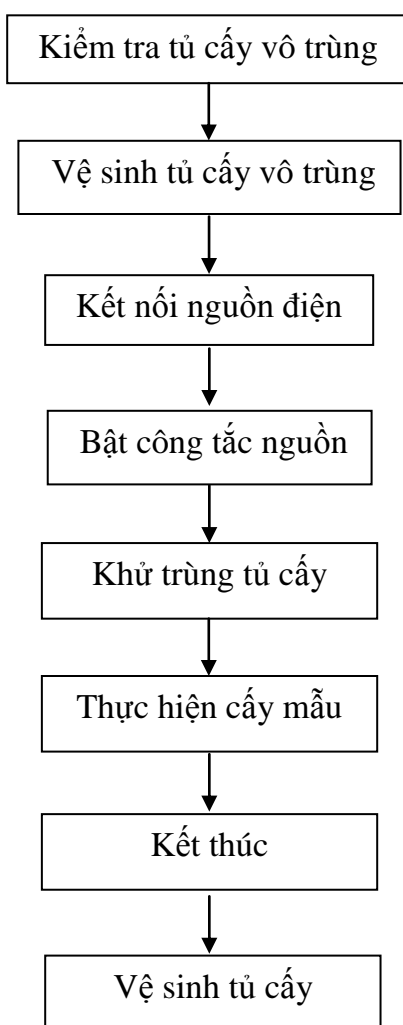 Kiểm tra tủ cấy vô trùng
Vệ sinh tủ cấy vô trùng
Kết nối nguồn điện
Bật công tắc nguồn
Khử trùng tủ cấy
Thực hiện cấy mẫu
Kết thúc
Vệ sinh tủ cấy